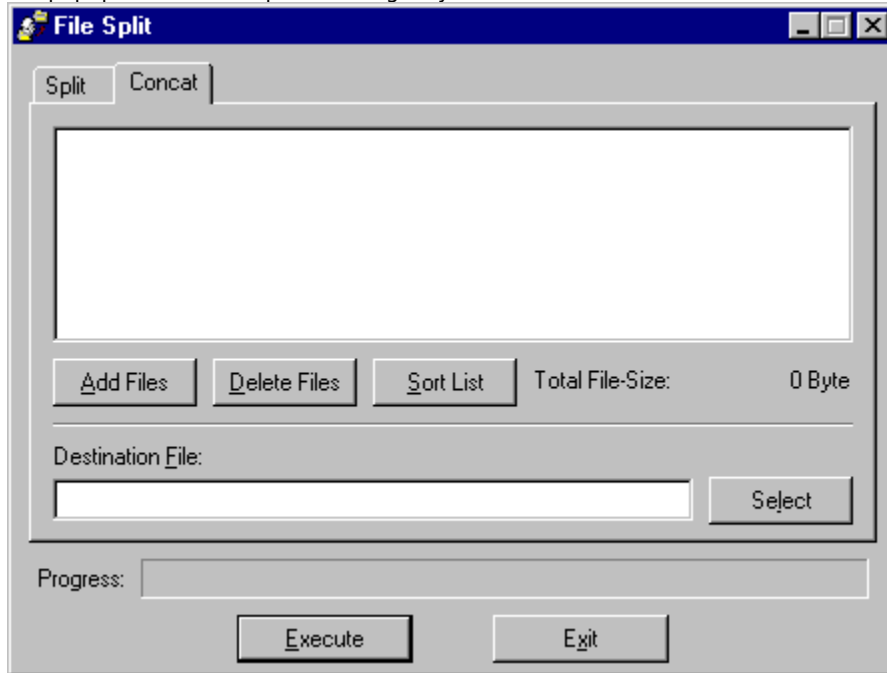 File Split
Split Concat
Add Files Delete Files Sort List Total File-Size: 0 Byte
Destination File:
Select
Progress:
Execute Exit